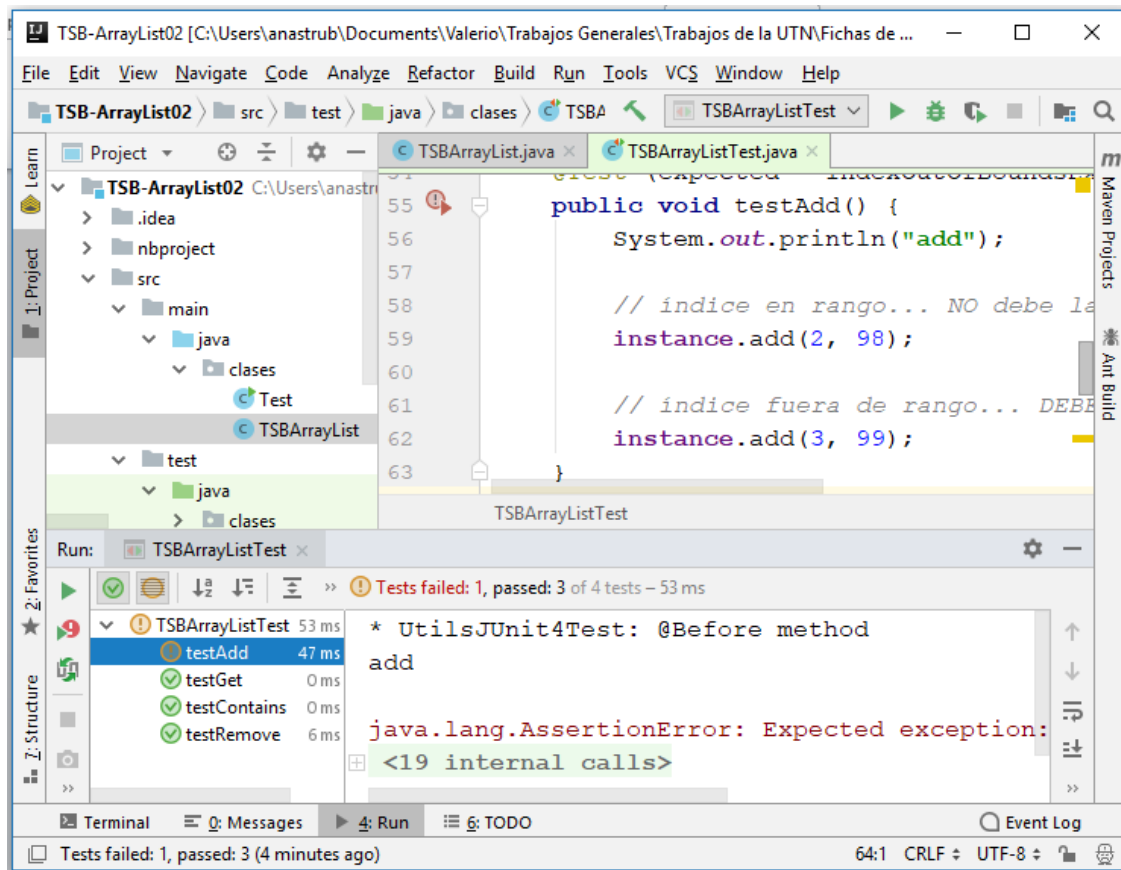 TSB-ArrayList02 [C:\Users\anastrub\Documents\Valerio\Trabajos Generales\Trabajos de la UTN\Fichas de ...
File Edit View Navigate Code Analyze Refactor Build Run Tools VCS Window Help
TSB-ArrayList02 src test java clases TSBA TSBArrayListTest
Learn
1: Project
2: Favorites
7: Structure
Project
TSB-ArrayList02 C:\Users\anastru
.idea
nbproject
src
main
java
clases
Test
TSBArrayList
test
java
clases
TSBArrayList.java
TSBArrayListTest.java
55 public void testAdd() {
56 System.out.println("add");
57
58 // índice en rango... NO debe la
59 instance.add(2, 98);
60
61 // índice fuera de rango... DEBE
62 instance.add(3, 99);
63 }
TSBArrayListTest
Maven Projects
Ant Build
Run: TSBArrayListTest
Tests failed: 1, passed: 3 of 4 tests – 53 ms
TSBArrayListTest 53 ms
testAdd 47 ms
testGet 0 ms
testContains 0 ms
testRemove 6 ms
* UtilsJUnit4Test: @Before method
add
java.lang.AssertionError: Expected exception:
<19 internal calls>
Terminal 0: Messages 4: Run 6: TODO Event Log
Tests failed: 1, passed: 3 (4 minutes ago) 64:1 CRLF UTF-8